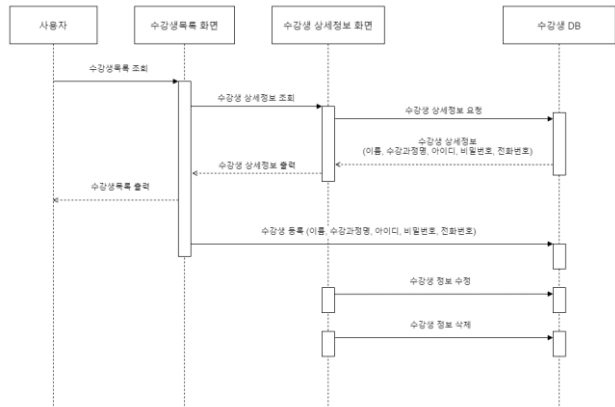 사용자
수강생목록 화면
수강생 상세정보 화면
수강생 DB
수강생목록 조회
수강생 상세정보 조회
수강생 상세정보 요청
수강생 상세정보
(이름, 수강과정명, 아이디, 비밀번호, 전화번호)
수강생 상세정보 출력
수강생목록 출력
수강생 등록 (이름, 수강과정명, 아이디, 비밀번호, 전화번호)
수강생 정보 수정
수강생 정보 삭제